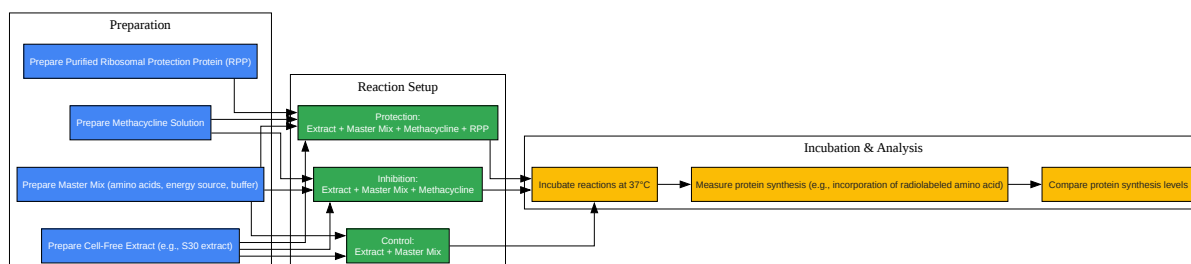 Preparation
Prepare Purified Ribosomal Protection Protein (RPP)
Prepare Methacycline Solution
Prepare Master Mix (amino acids, energy source, buffer)
Prepare Cell-Free Extract (e.g., S30 extract)
Reaction Setup
Protection:
Extract + Master Mix + Methacycline + RPP
Inhibition:
Extract + Master Mix + Methacycline
Control:
Extract + Master Mix
Incubation & Analysis
Incubate reactions at 37°C
Measure protein synthesis (e.g., incorporation of radiolabeled amino acid)
Compare protein synthesis levels